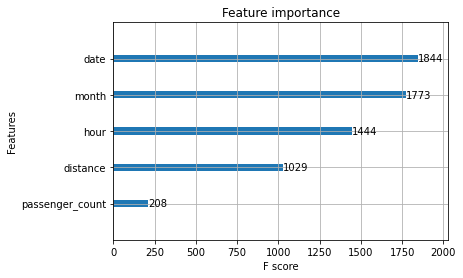 Feature importance
Features
date 1844
month 1773
hour 1444
distance 1029
passenger_count 208
0 250 500 750 1000 1250 1500 1750 2000
F score